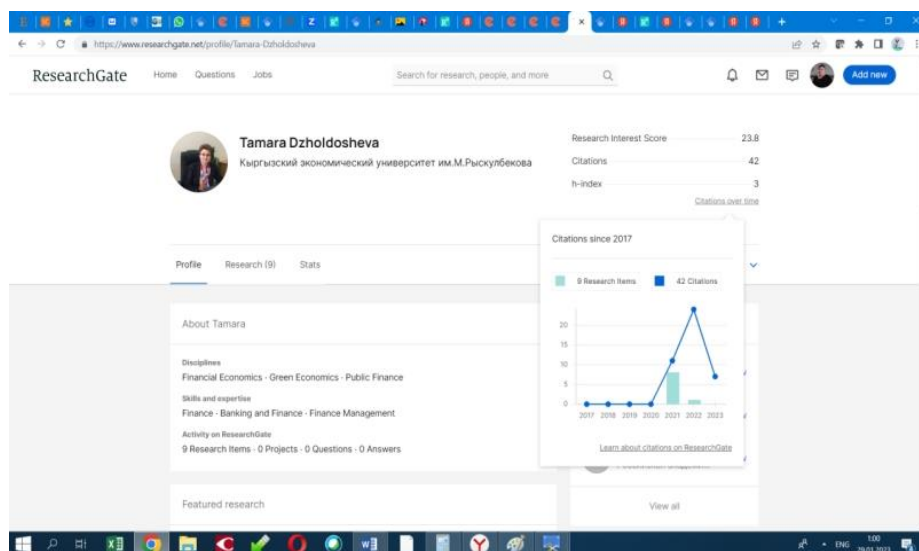 https://www.researchgate.net/profile/Tamara-Dzholdosheva
ResearchGate
Home Questions Jobs
Search for research, people, and more
Add new
Tamara Dzholdosheva
Кыргызский экономический университет им.М.Рыскулбекова
Research Interest Score 23.8
Citations 42
h-index 3
Citations over time
Profile Research (9) Stats
Citations since 2017
9 Research Items 42 Citations
20
15
10
5
0
2017 2018 2019 2020 2021 2022 2023
Learn about citations on ResearchGate
About Tamara
Disciplines
Financial Economics · Green Economics · Public Finance
Skills and expertise
Finance · Banking and Finance · Finance Management
Activity on ResearchGate
9 Research Items · 0 Projects · 0 Questions · 0 Answers
Featured research
View all
ENG
1:00
19.03.2023